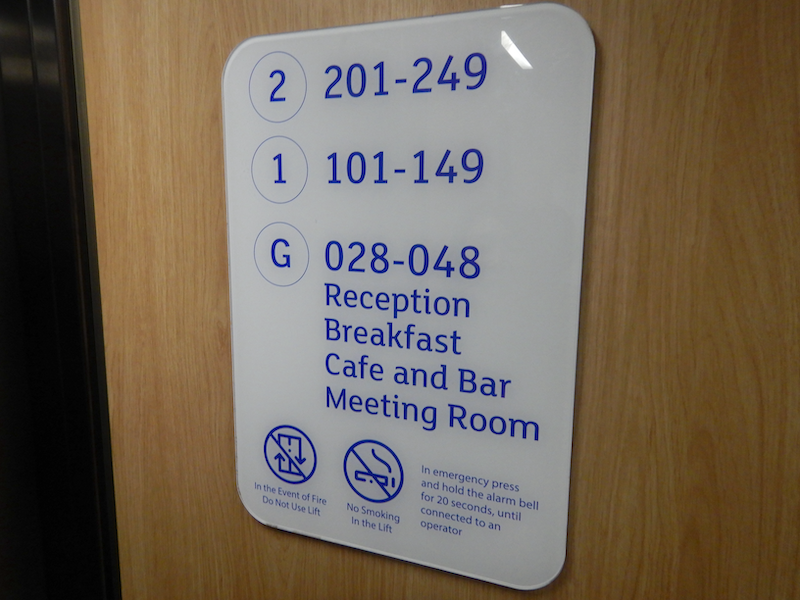 2 201-249
1 101-149
G 028-048
Reception
Breakfast
Cafe and Bar
Meeting Room
In the Event of Fire
Do Not Use Lift
No Smoking
In the Lift
In emergency press
and hold the alarm bell
for 20 seconds, until
connected to an
operator